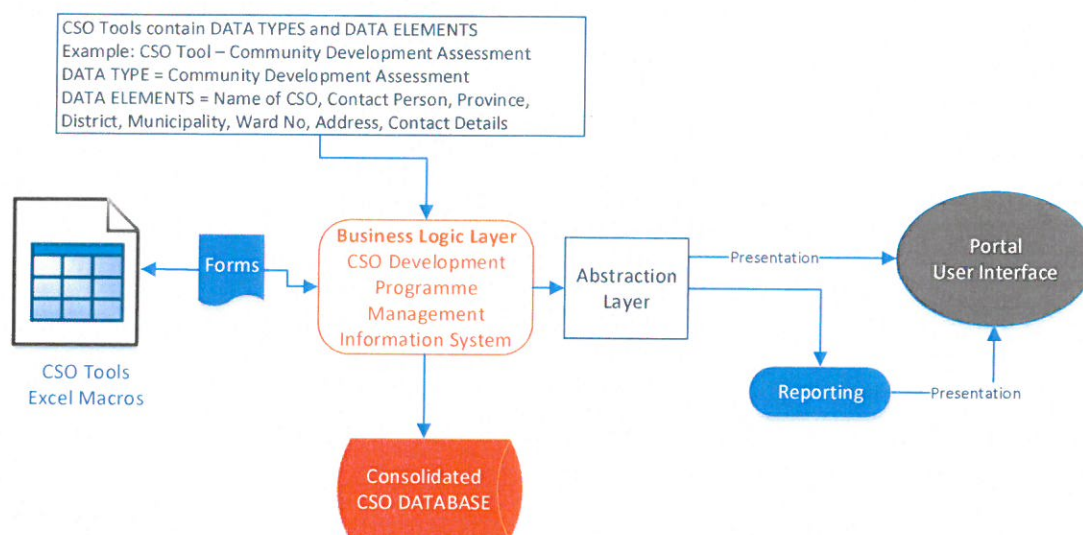 CSO Tools contain DATA TYPES and DATA ELEMENTS
Example: CSO Tool – Community Development Assessment
DATA TYPE = Community Development Assessment
DATA ELEMENTS = Name of CSO, Contact Person, Province,
District, Municipality, Ward No, Address, Contact Details
Forms
Business Logic Layer
CSO Development
Programme
Management
Information System
Abstraction
Layer
Presentation
Portal
User Interface
CSO Tools
Excel Macros
Reporting
Presentation
Consolidated
CSO DATABASE